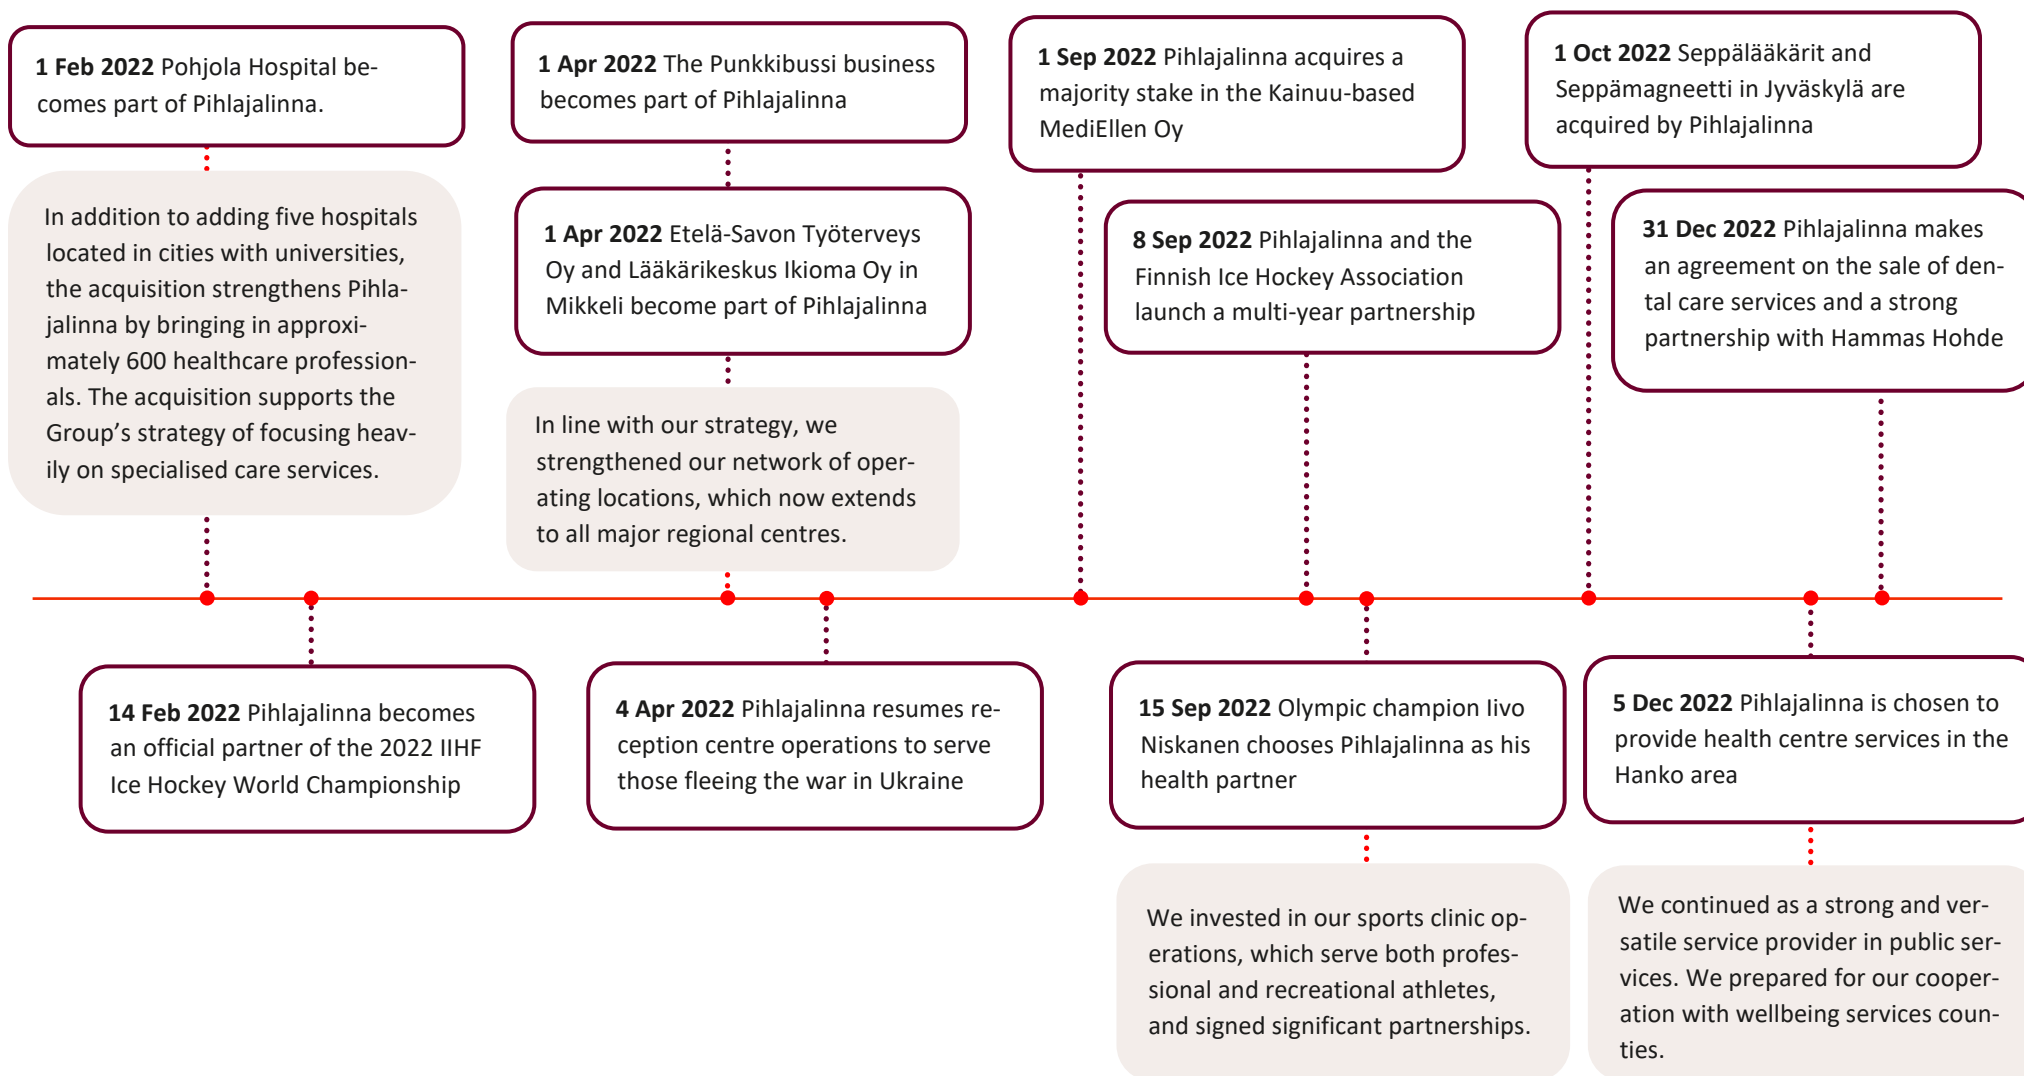 1 Feb 2022 Pohjola Hospital be-
comes part of Pihlajalinna.
In addition to adding five hospitals
located in cities with universities,
the acquisition strengthens Pihla-
jalinna by bringing in approxi-
mately 600 healthcare profession-
als. The acquisition supports the
Group’s strategy of focusing heav-
ily on specialised care services.
14 Feb 2022 Pihlajalinna becomes
an official partner of the 2022 IIHF
Ice Hockey World Championship
1 Apr 2022 The Punkkibussi business
becomes part of Pihlajalinna
1 Apr 2022 Etelä-Savon Työterveys
Oy and Lääkärikeskus Ikioma Oy in
Mikkeli become part of Pihlajalinna
In line with our strategy, we
strengthened our network of oper-
ating locations, which now extends
to all major regional centres.
4 Apr 2022 Pihlajalinna resumes re-
ception centre operations to serve
those fleeing the war in Ukraine
1 Sep 2022 Pihlajalinna acquires a
majority stake in the Kainuu-based
MediEllen Oy
8 Sep 2022 Pihlajalinna and the
Finnish Ice Hockey Association
launch a multi-year partnership
15 Sep 2022 Olympic champion Iivo
Niskanen chooses Pihlajalinna as his
health partner
We invested in our sports clinic op-
erations, which serve both profes-
sional and recreational athletes,
and signed significant partnerships.
1 Oct 2022 Seppälääkärit and
Seppämagneetti in Jyväskylä are
acquired by Pihlajalinna
31 Dec 2022 Pihlajalinna makes
an agreement on the sale of den-
tal care services and a strong
partnership with Hammas Hohde
5 Dec 2022 Pihlajalinna is chosen to
provide health centre services in the
Hanko area
We continued as a strong and ver-
satile service provider in public ser-
vices. We prepared for our cooper-
ation with wellbeing services coun-
ties.